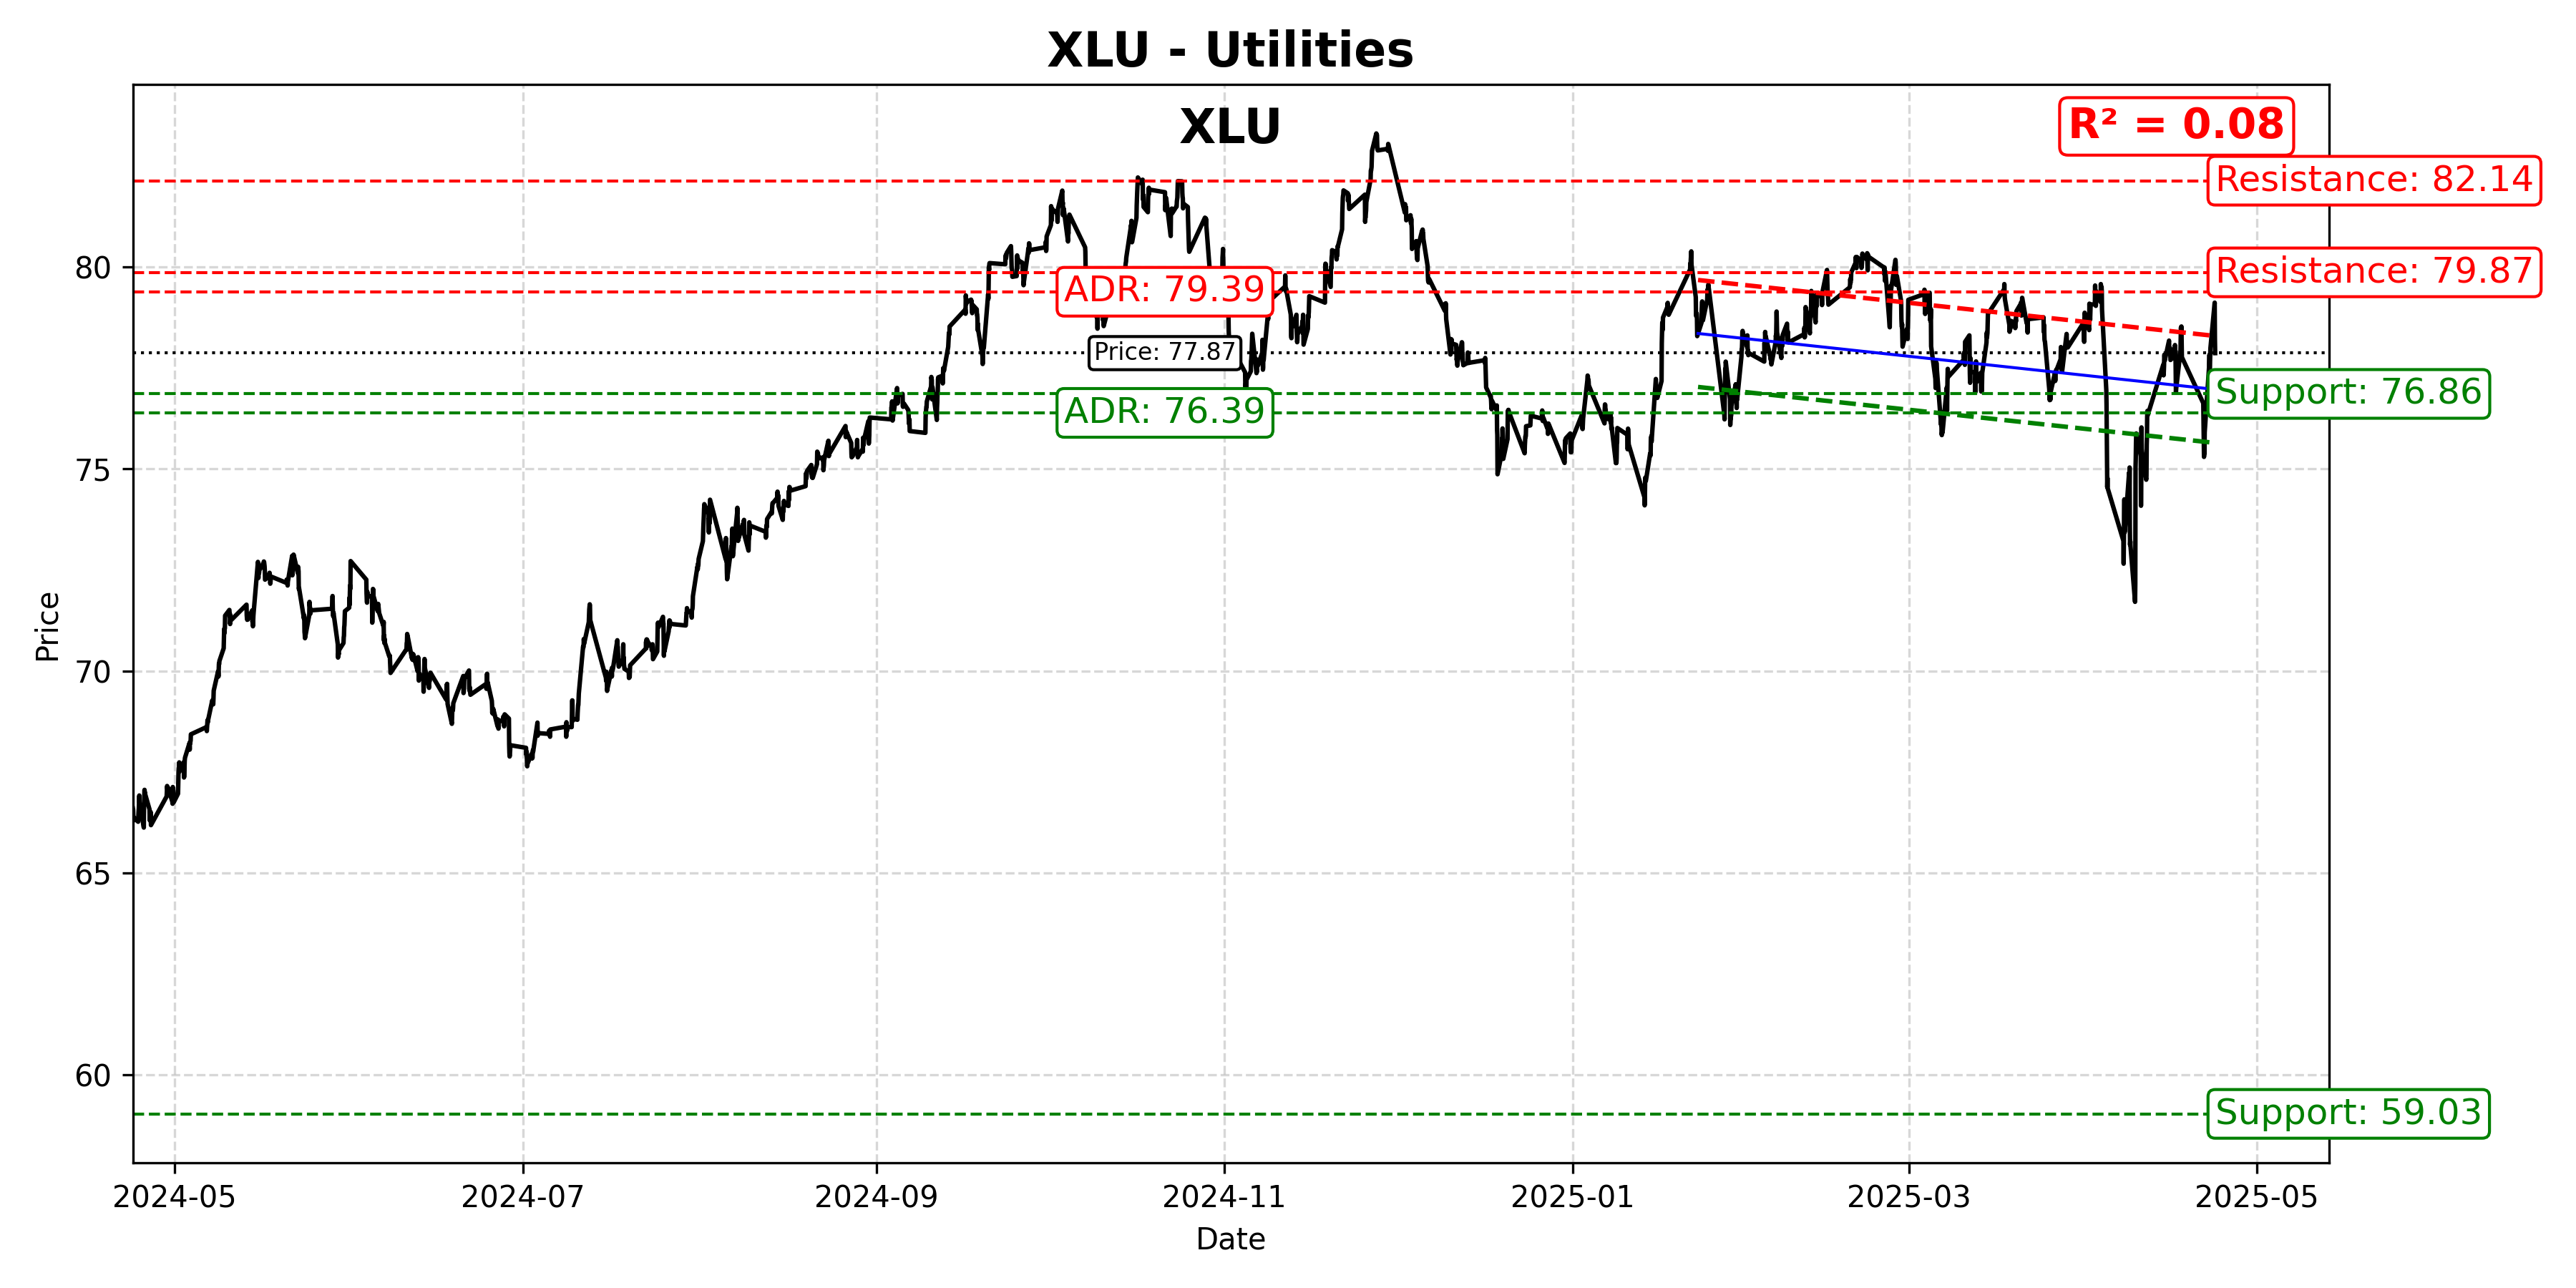 XLU - Utilities
XLU
R² = 0.08
Resistance: 82.14
Resistance: 79.87
ADR: 79.39
Price: 77.87
Support: 76.86
ADR: 76.39
Support: 59.03
80
75
70
65
60
Price
2024-05
2024-07
2024-09
2024-11
2025-01
2025-03
2025-05
Date